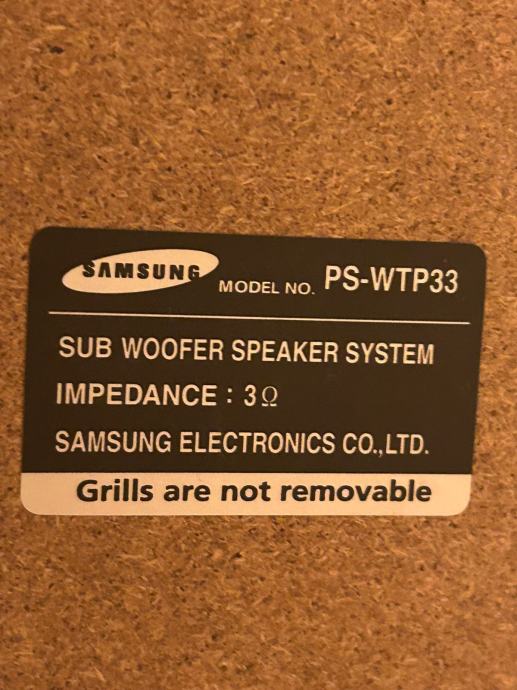 SAMSUNG MODEL NO. PS-WTP33
SUB WOOFER SPEAKER SYSTEM
IMPEDANCE : 3Ω
SAMSUNG ELECTRONICS CO.,LTD.
Grills are not removable